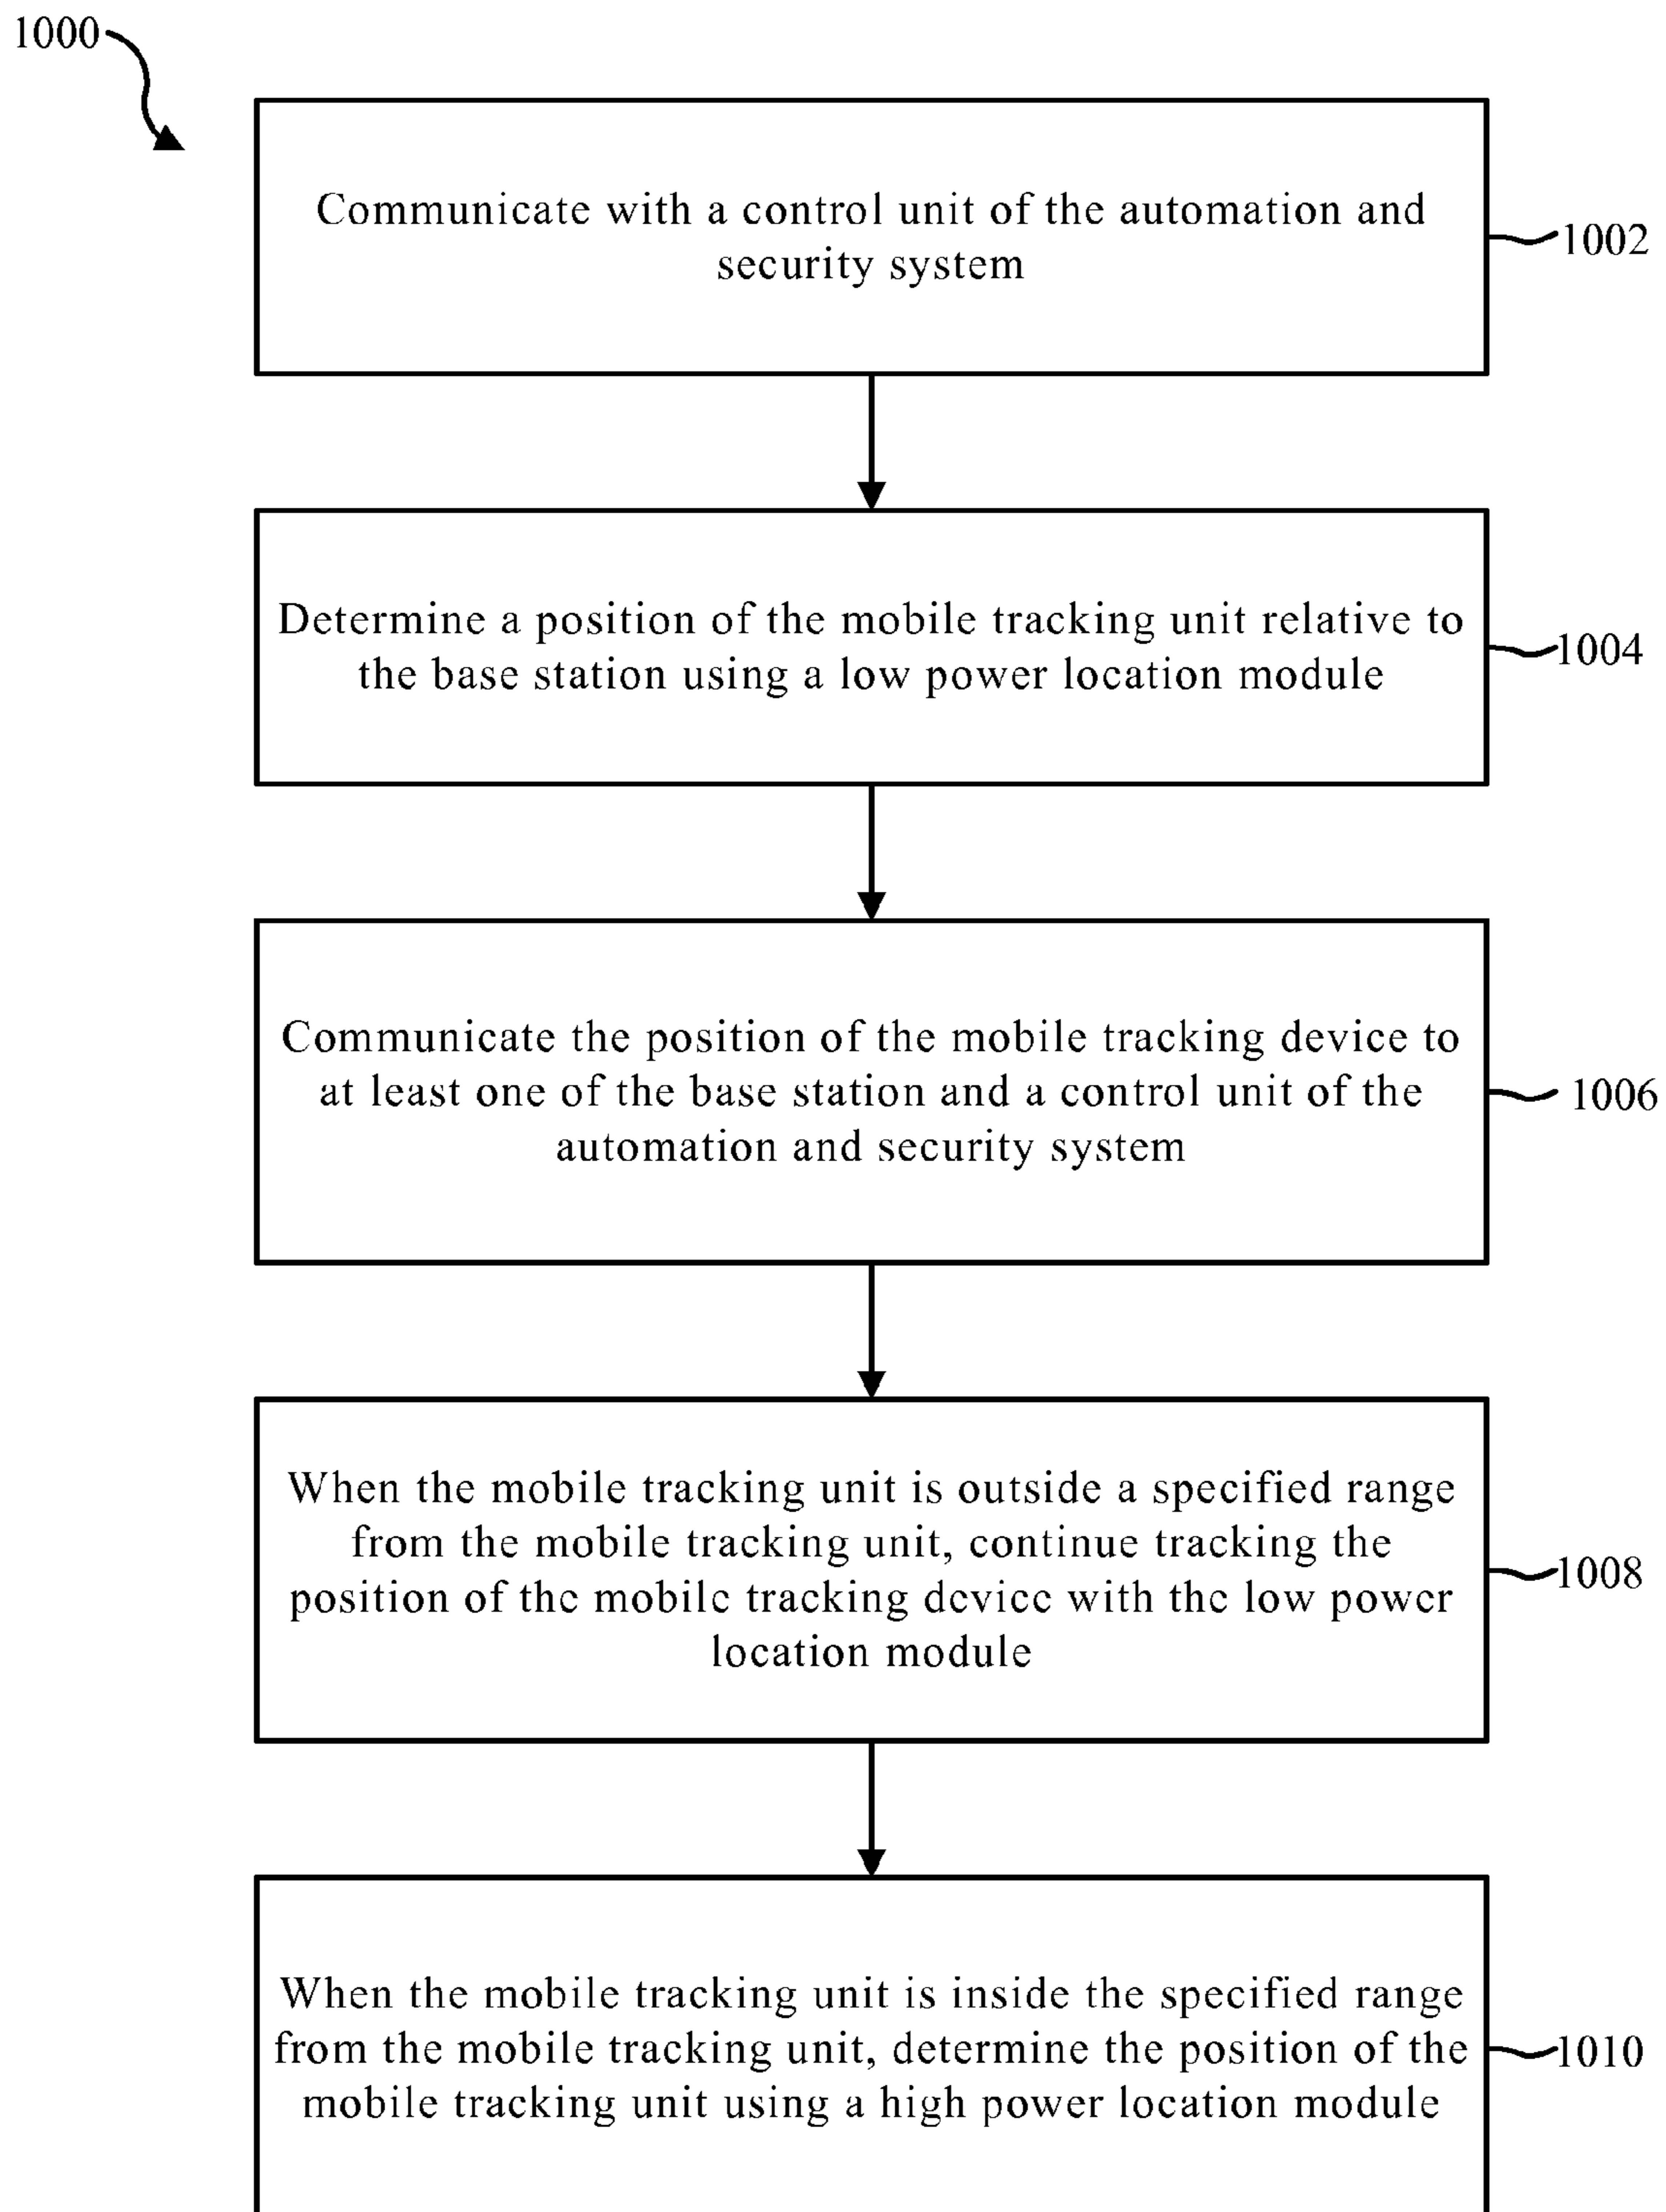 1000
Communicate with a control unit of the automation and
security system
1002
Determine a position of the mobile tracking unit relative to
the base station using a low power location module
1004
Communicate the position of the mobile tracking device to
at least one of the base station and a control unit of the
automation and security system
1006
When the mobile tracking unit is outside a specified range
from the mobile tracking unit, continue tracking the
position of the mobile tracking device with the low power
location module
1008
When the mobile tracking unit is inside the specified range
from the mobile tracking unit, determine the position of the
mobile tracking unit using a high power location module
1010